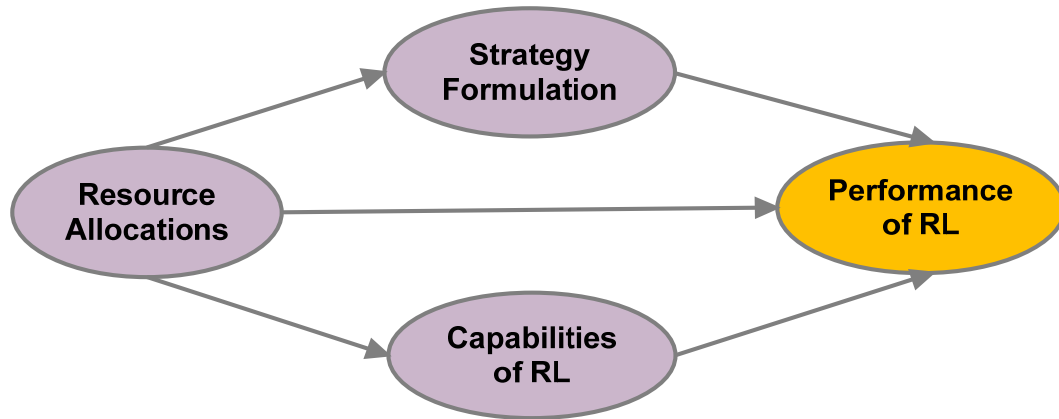 Strategy
Formulation
Resource
Allocations
Performance
of RL
Capabilities
of RL